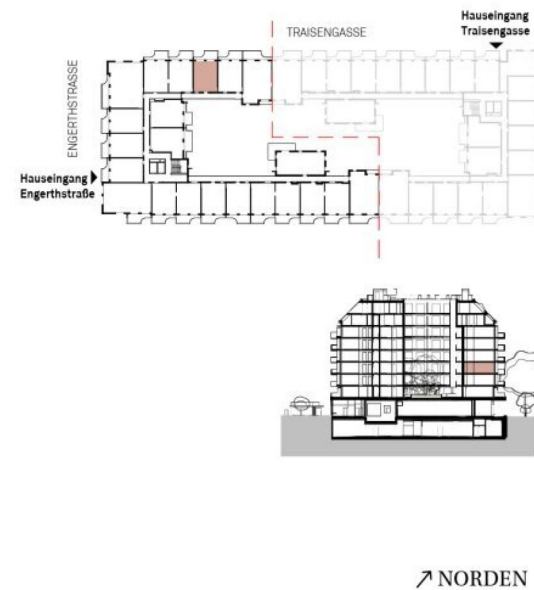 Hauseingang
Traisengasse
TRAISENGASSE
ENGERTHSTRASSE
Hauseingang
Engerthstraße
↗ NORDEN